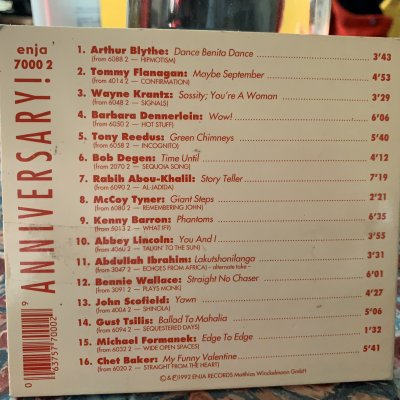 enja
7000 2
ANNIVERSARY!
1. Arthur Blythe: Dance Benita Dance 3'43
(from 6088 2 — HIPMOTISM)
2. Tommy Flanagan: Maybe September 4'53
(from 4014 2 — CONFIRMATION)
3. Wayne Krantz: Sossity; You're A Woman 3'29
(from 6048 2 — SIGNALS)
4. Barbara Dennerlein: Wow! 6'06
(from 6050 2 — HOT STUFF)
5. Tony Reedus: Green Chimneys 5'40
(from 6058 2 — INCOGNITO)
6. Bob Degen: Time Until 4'12
(from 2070 2 — SEQUOIA SONG)
7. Rabih Abou-Khalil: Story Teller 7'19
(from 6090 2 — AL-JADIDA)
8. McCoy Tyner: Giant Steps 2'21
(from 6080 2 — REMEMBERING JOHN)
9. Kenny Barron: Phantoms 6'35
(from 5013 2 — WHAT IF?)
10. Abbey Lincoln: You And I 3'55
(from 4060 2 — TALKIN' TO THE SUN)
11. Abdullah Ibrahim: Lakutshonilanga 3'31
(from 3047 2 — ECHOES FROM AFRICA) – alternate take –
12. Bennie Wallace: Straight No Chaser 6'01
(from 3091 2 — PLAYS MONK)
13. John Scofield: Yawn 4'27
(from 4004 2 — SHINOLA)
14. Gust Tsilis: Ballad To Mahalia 5'06
(from 6094 2 — SEQUESTERED DAYS)
15. Michael Formanek: Edge To Edge 1'32
(from 6032 2 — WIDE OPEN SPACES)
16. Chet Baker: My Funny Valentine 5'41
(from 6020 2 — STRAIGHT FROM THE HEART)
℗ © 1992 ENJA RECORDS Matthias Winckelmann GmbH
0 63757 70002 9